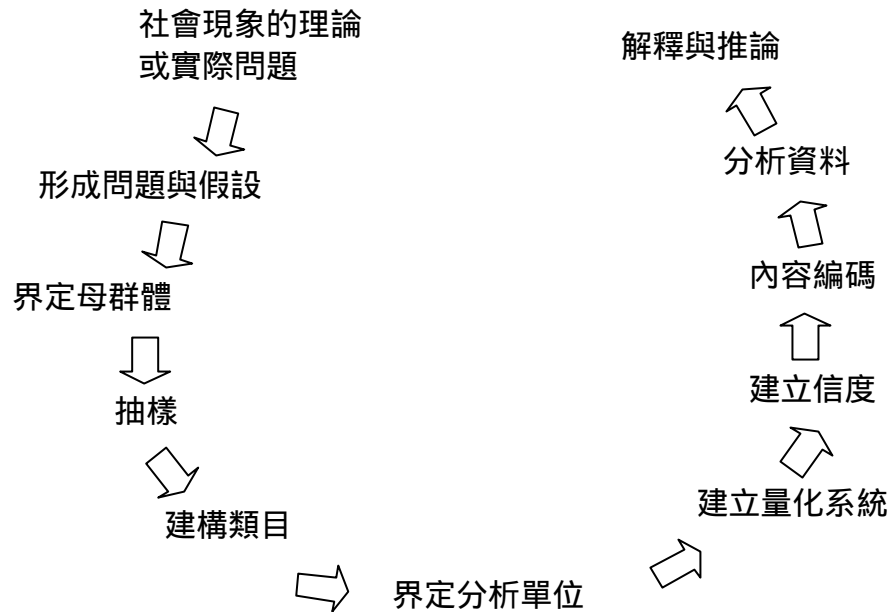 社會現象的理論
或實際問題
形成問題與假設
界定母群體
抽樣
建構類目
界定分析單位
建立量化系統
建立信度
內容編碼
分析資料
解釋與推論